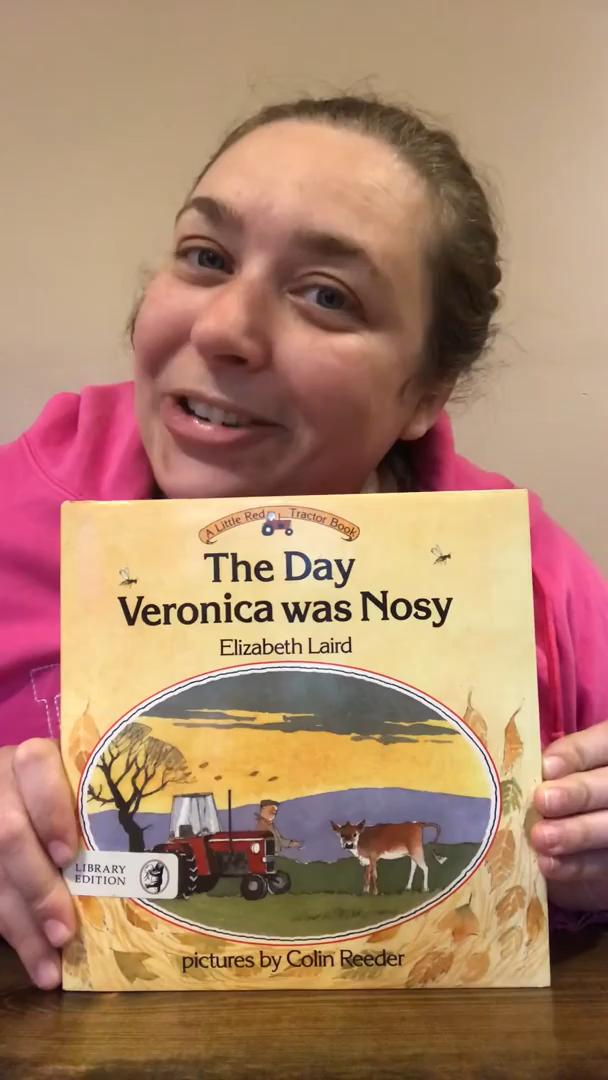 A Little Red Tractor Book
The Day
Veronica was Nosy
Elizabeth Laird
LIBRARY
EDITION
pictures by Colin Reeder